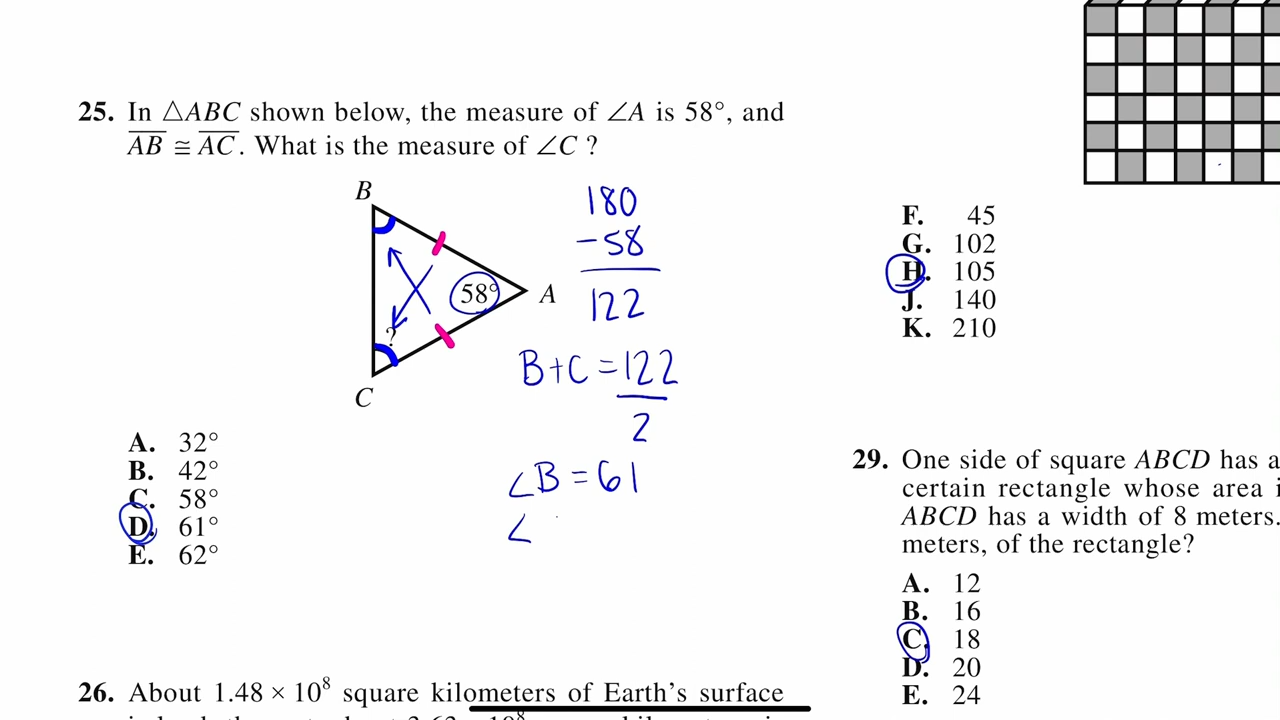 25. In △ABC shown below, the measure of ∠A is 58°, and
AB ≅ AC. What is the measure of ∠C ?
B
58°
A
?
C
180
-58
122
B+C = 122
2
∠B = 61
∠
A. 32°
B. 42°
C. 58°
D. 61°
E. 62°
26. About 1.48 × 10⁸ square kilometers of Earth's surface
F. 45
G. 102
H. 105
J. 140
K. 210
29. One side of square ABCD has a
certain rectangle whose area i
ABCD has a width of 8 meters.
meters, of the rectangle?
A. 12
B. 16
C. 18
D. 20
E. 24